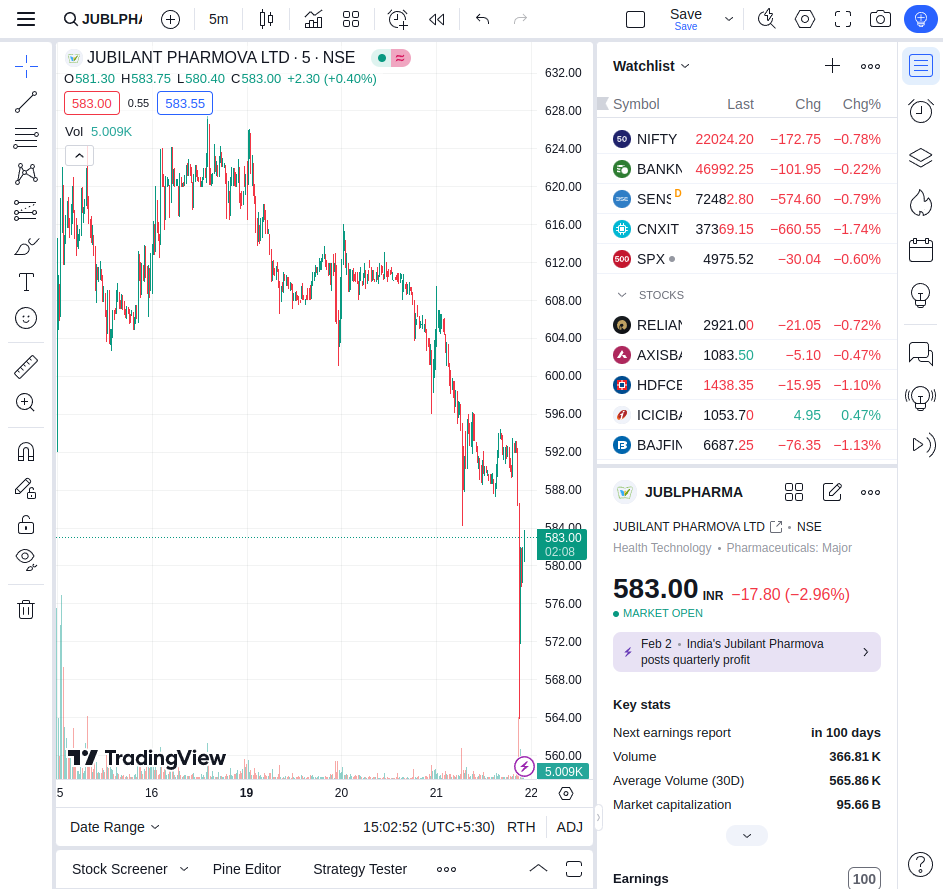 JUBLPHA
5m
Save
Save
JUBILANT PHARMOVA LTD · 5 · NSE
≈
O581.30 H583.75 L580.40 C583.00 +2.30 (+0.40%)
583.00 0.55 583.55
Vol 5.009K
632.00
628.00
624.00
620.00
616.00
612.00
608.00
604.00
600.00
596.00
592.00
588.00
584.00
583.00
02:08
580.00
576.00
572.00
568.00
564.00
560.00
5.009K
TradingView
5 16 19 20 21 22
Date Range
15:02:52 (UTC+5:30) RTH ADJ
Stock Screener Pine Editor Strategy Tester
Watchlist
Symbol Last Chg Chg%
50 NIFTY 22024.20 −172.75 −0.78%
BANKN 46992.25 −101.95 −0.22%
SENS D 72482.80 −574.60 −0.79%
CNXIT 37369.15 −660.55 −1.74%
500 SPX 4975.52 −30.04 −0.60%
STOCKS
RELIAN 2921.00 −21.05 −0.72%
AXISBA 1083.50 −5.10 −0.47%
HDFCB 1438.35 −15.95 −1.10%
ICICIBA 1053.70 4.95 0.47%
BAJFIN 6687.25 −76.35 −1.13%
JUBLPHARMA
JUBILANT PHARMOVA LTD • NSE
Health Technology • Pharmaceuticals: Major
583.00 INR −17.80 (−2.96%)
MARKET OPEN
Feb 2 • India's Jubilant Pharmova
posts quarterly profit
Key stats
Next earnings report in 100 days
Volume 366.81 K
Average Volume (30D) 565.86 K
Market capitalization 95.66 B
Earnings
100